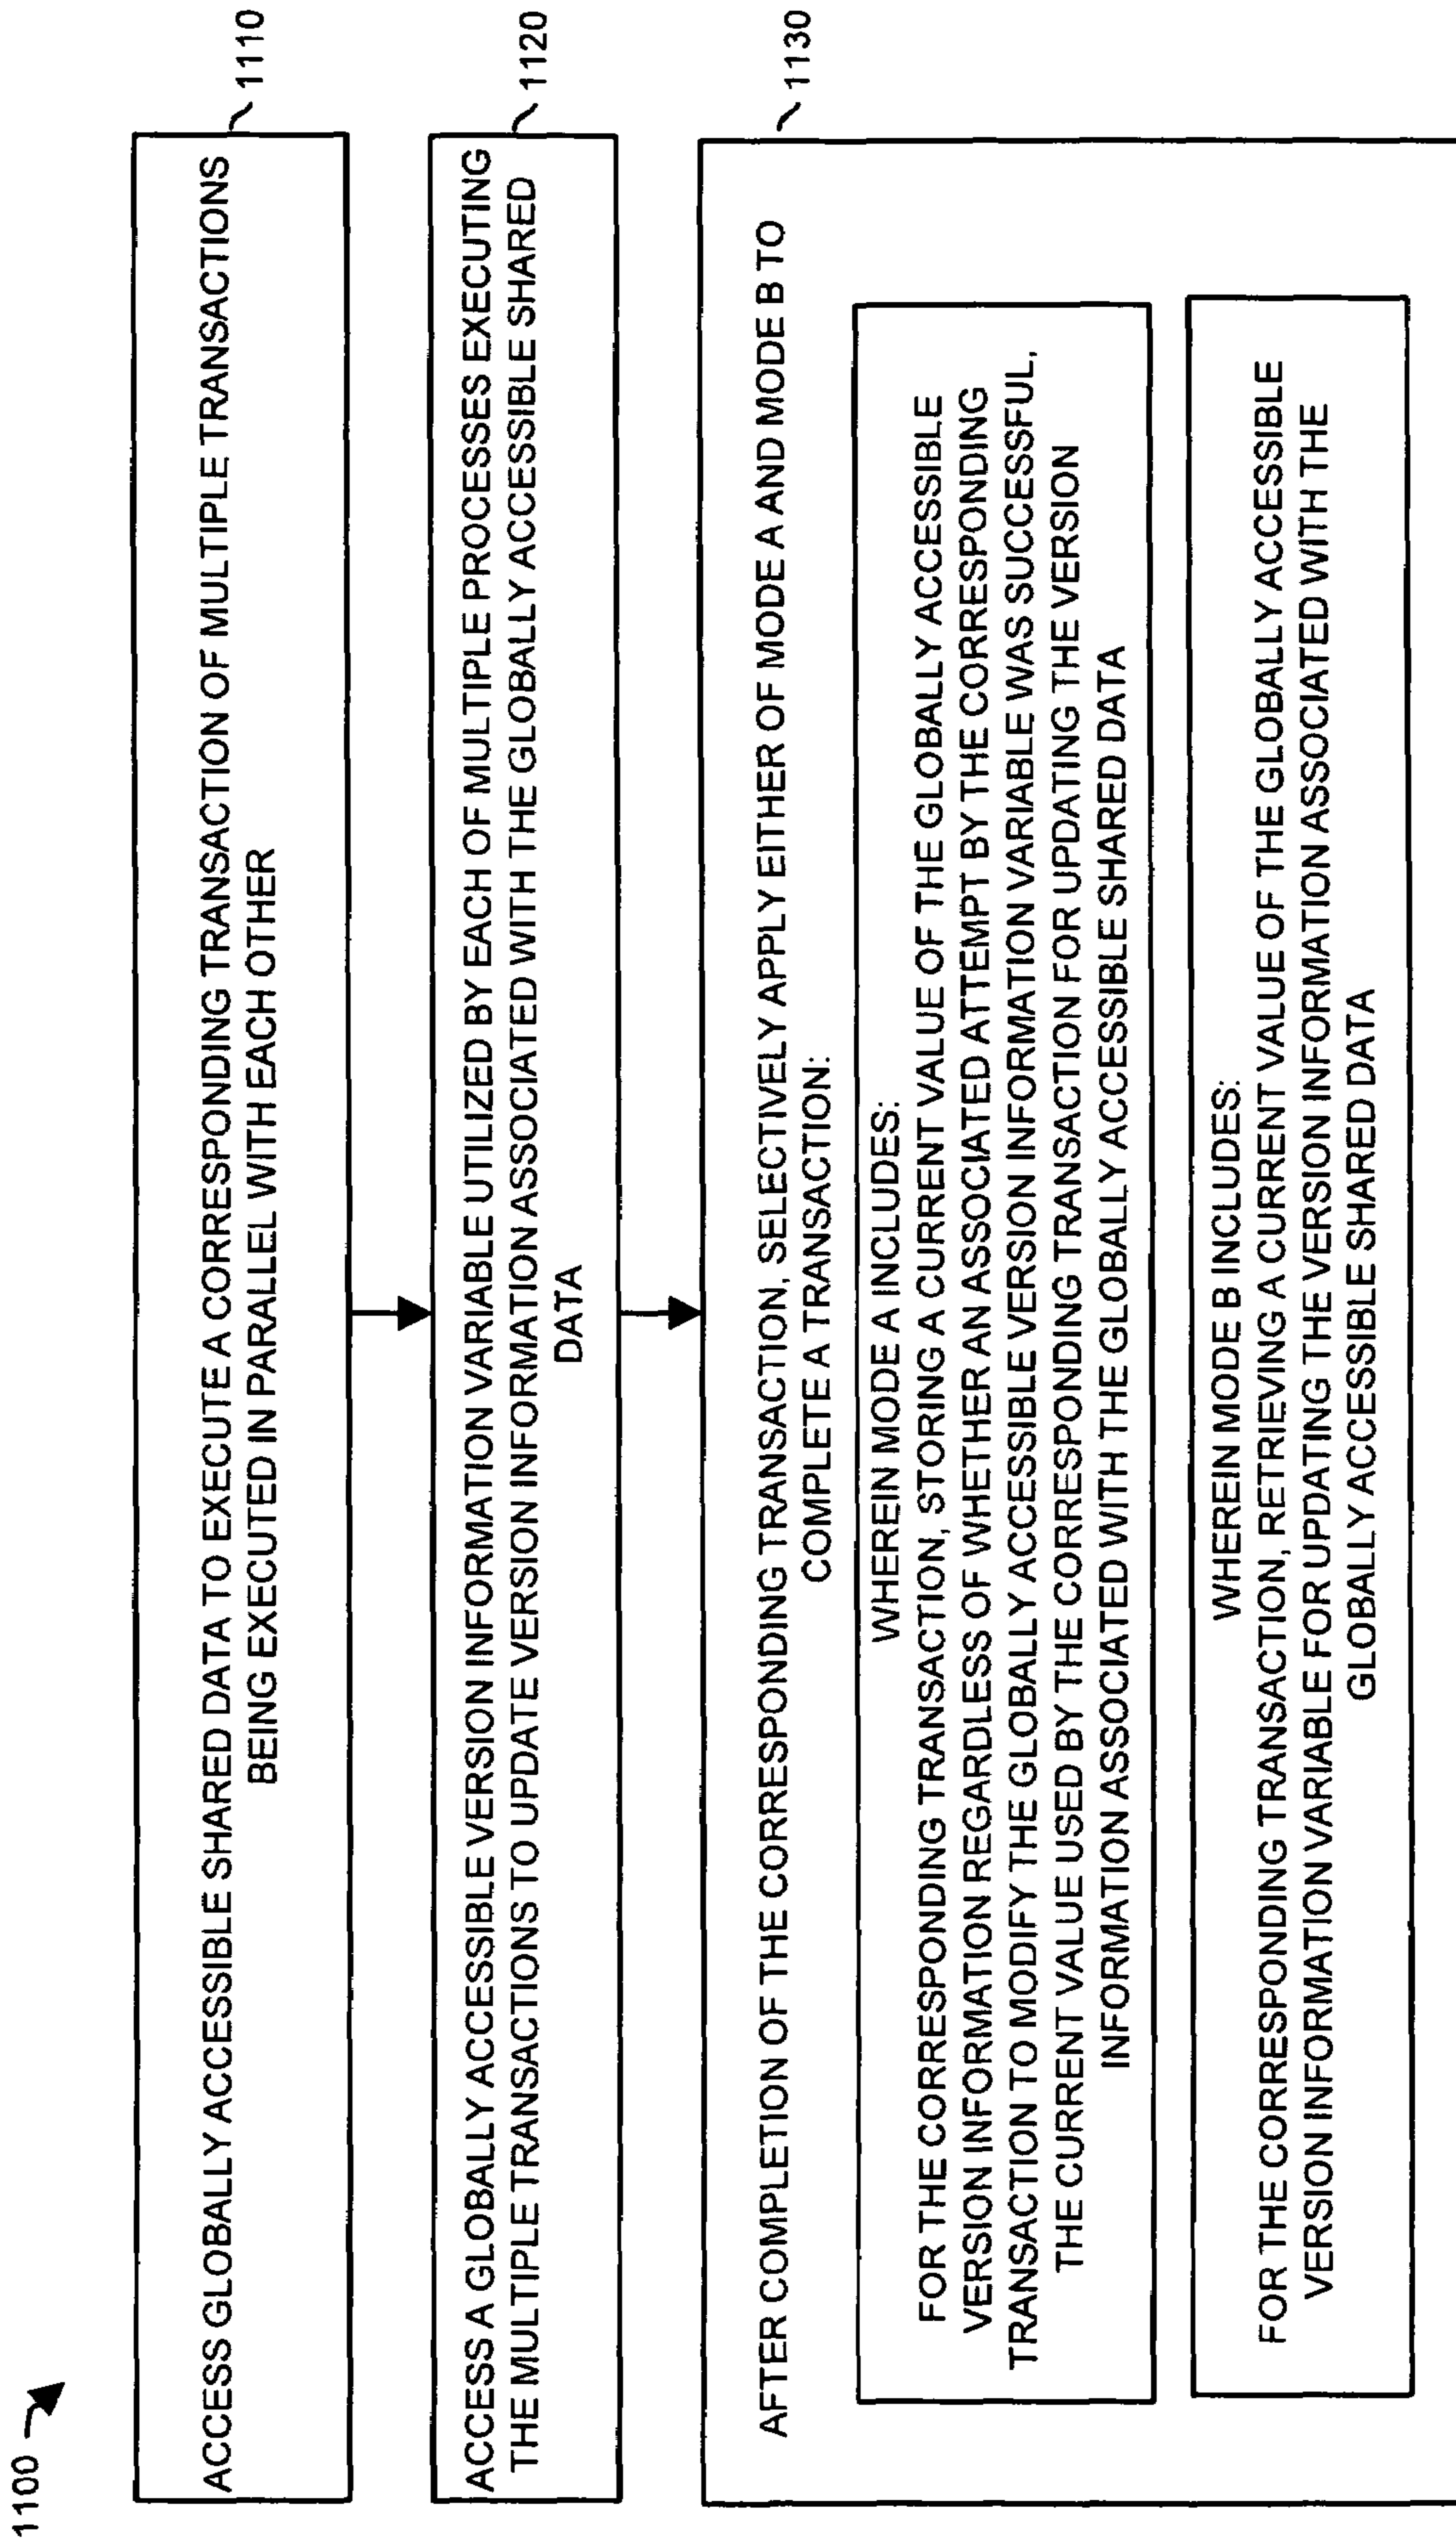 1100
ACCESS GLOBALLY ACCESSIBLE SHARED DATA TO EXECUTE A CORRESPONDING TRANSACTION OF MULTIPLE TRANSACTIONS
BEING EXECUTED IN PARALLEL WITH EACH OTHER
1110
ACCESS A GLOBALLY ACCESSIBLE VERSION INFORMATION VARIABLE UTILIZED BY EACH OF MULTIPLE PROCESSES EXECUTING
THE MULTIPLE TRANSACTIONS TO UPDATE VERSION INFORMATION ASSOCIATED WITH THE GLOBALLY ACCESSIBLE SHARED
DATA
1120
AFTER COMPLETION OF THE CORRESPONDING TRANSACTION, SELECTIVELY APPLY EITHER OF MODE A AND MODE B TO
COMPLETE A TRANSACTION:
1130
WHEREIN MODE A INCLUDES:
FOR THE CORRESPONDING TRANSACTION, STORING A CURRENT VALUE OF THE GLOBALLY ACCESSIBLE
VERSION INFORMATION REGARDLESS OF WHETHER AN ASSOCIATED ATTEMPT BY THE CORRESPONDING
TRANSACTION TO MODIFY THE GLOBALLY ACCESSIBLE VERSION INFORMATION VARIABLE WAS SUCCESSFUL,
THE CURRENT VALUE USED BY THE CORRESPONDING TRANSACTION FOR UPDATING THE VERSION
INFORMATION ASSOCIATED WITH THE GLOBALLY ACCESSIBLE SHARED DATA
WHEREIN MODE B INCLUDES:
FOR THE CORRESPONDING TRANSACTION, RETRIEVING A CURRENT VALUE OF THE GLOBALLY ACCESSIBLE
VERSION INFORMATION VARIABLE FOR UPDATING THE VERSION INFORMATION ASSOCIATED WITH THE
GLOBALLY ACCESSIBLE SHARED DATA